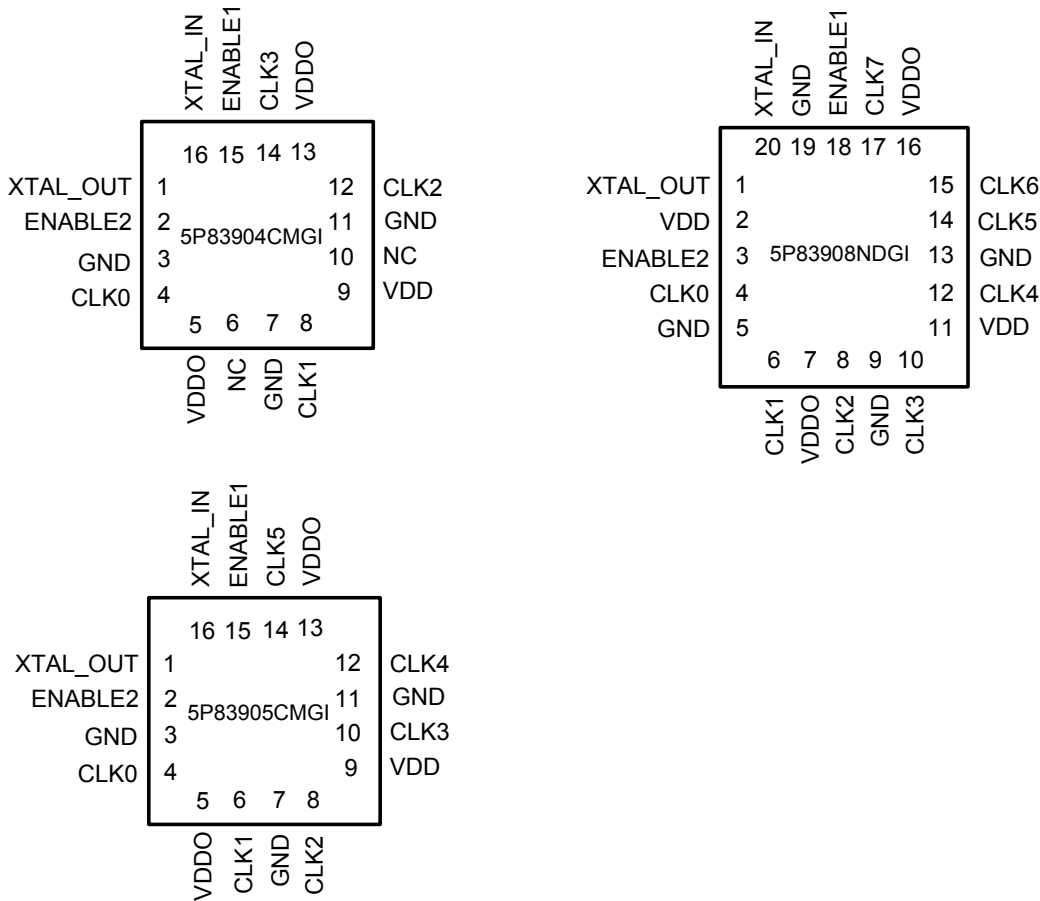 XTAL_IN ENABLE1 CLK3 VDDO
16 15 14 13
XTAL_OUT 1 12 CLK2
ENABLE2 2 11 GND
5P83904CMGI
GND 3 10 NC
CLK0 4 9 VDD
5 6 7 8
VDDO NC GND CLK1
XTAL_IN GND ENABLE1 CLK7 VDDO
20 19 18 17 16
XTAL_OUT 1 15 CLK6
VDD 2 14 CLK5
ENABLE2 3 5P83908NDGI 13 GND
CLK0 4 12 CLK4
GND 5 11 VDD
6 7 8 9 10
CLK1 VDDO CLK2 GND CLK3
XTAL_IN ENABLE1 CLK5 VDDO
16 15 14 13
XTAL_OUT 1 12 CLK4
ENABLE2 2 11 GND
5P83905CMGI
GND 3 10 CLK3
CLK0 4 9 VDD
5 6 7 8
VDDO CLK1 GND CLK2